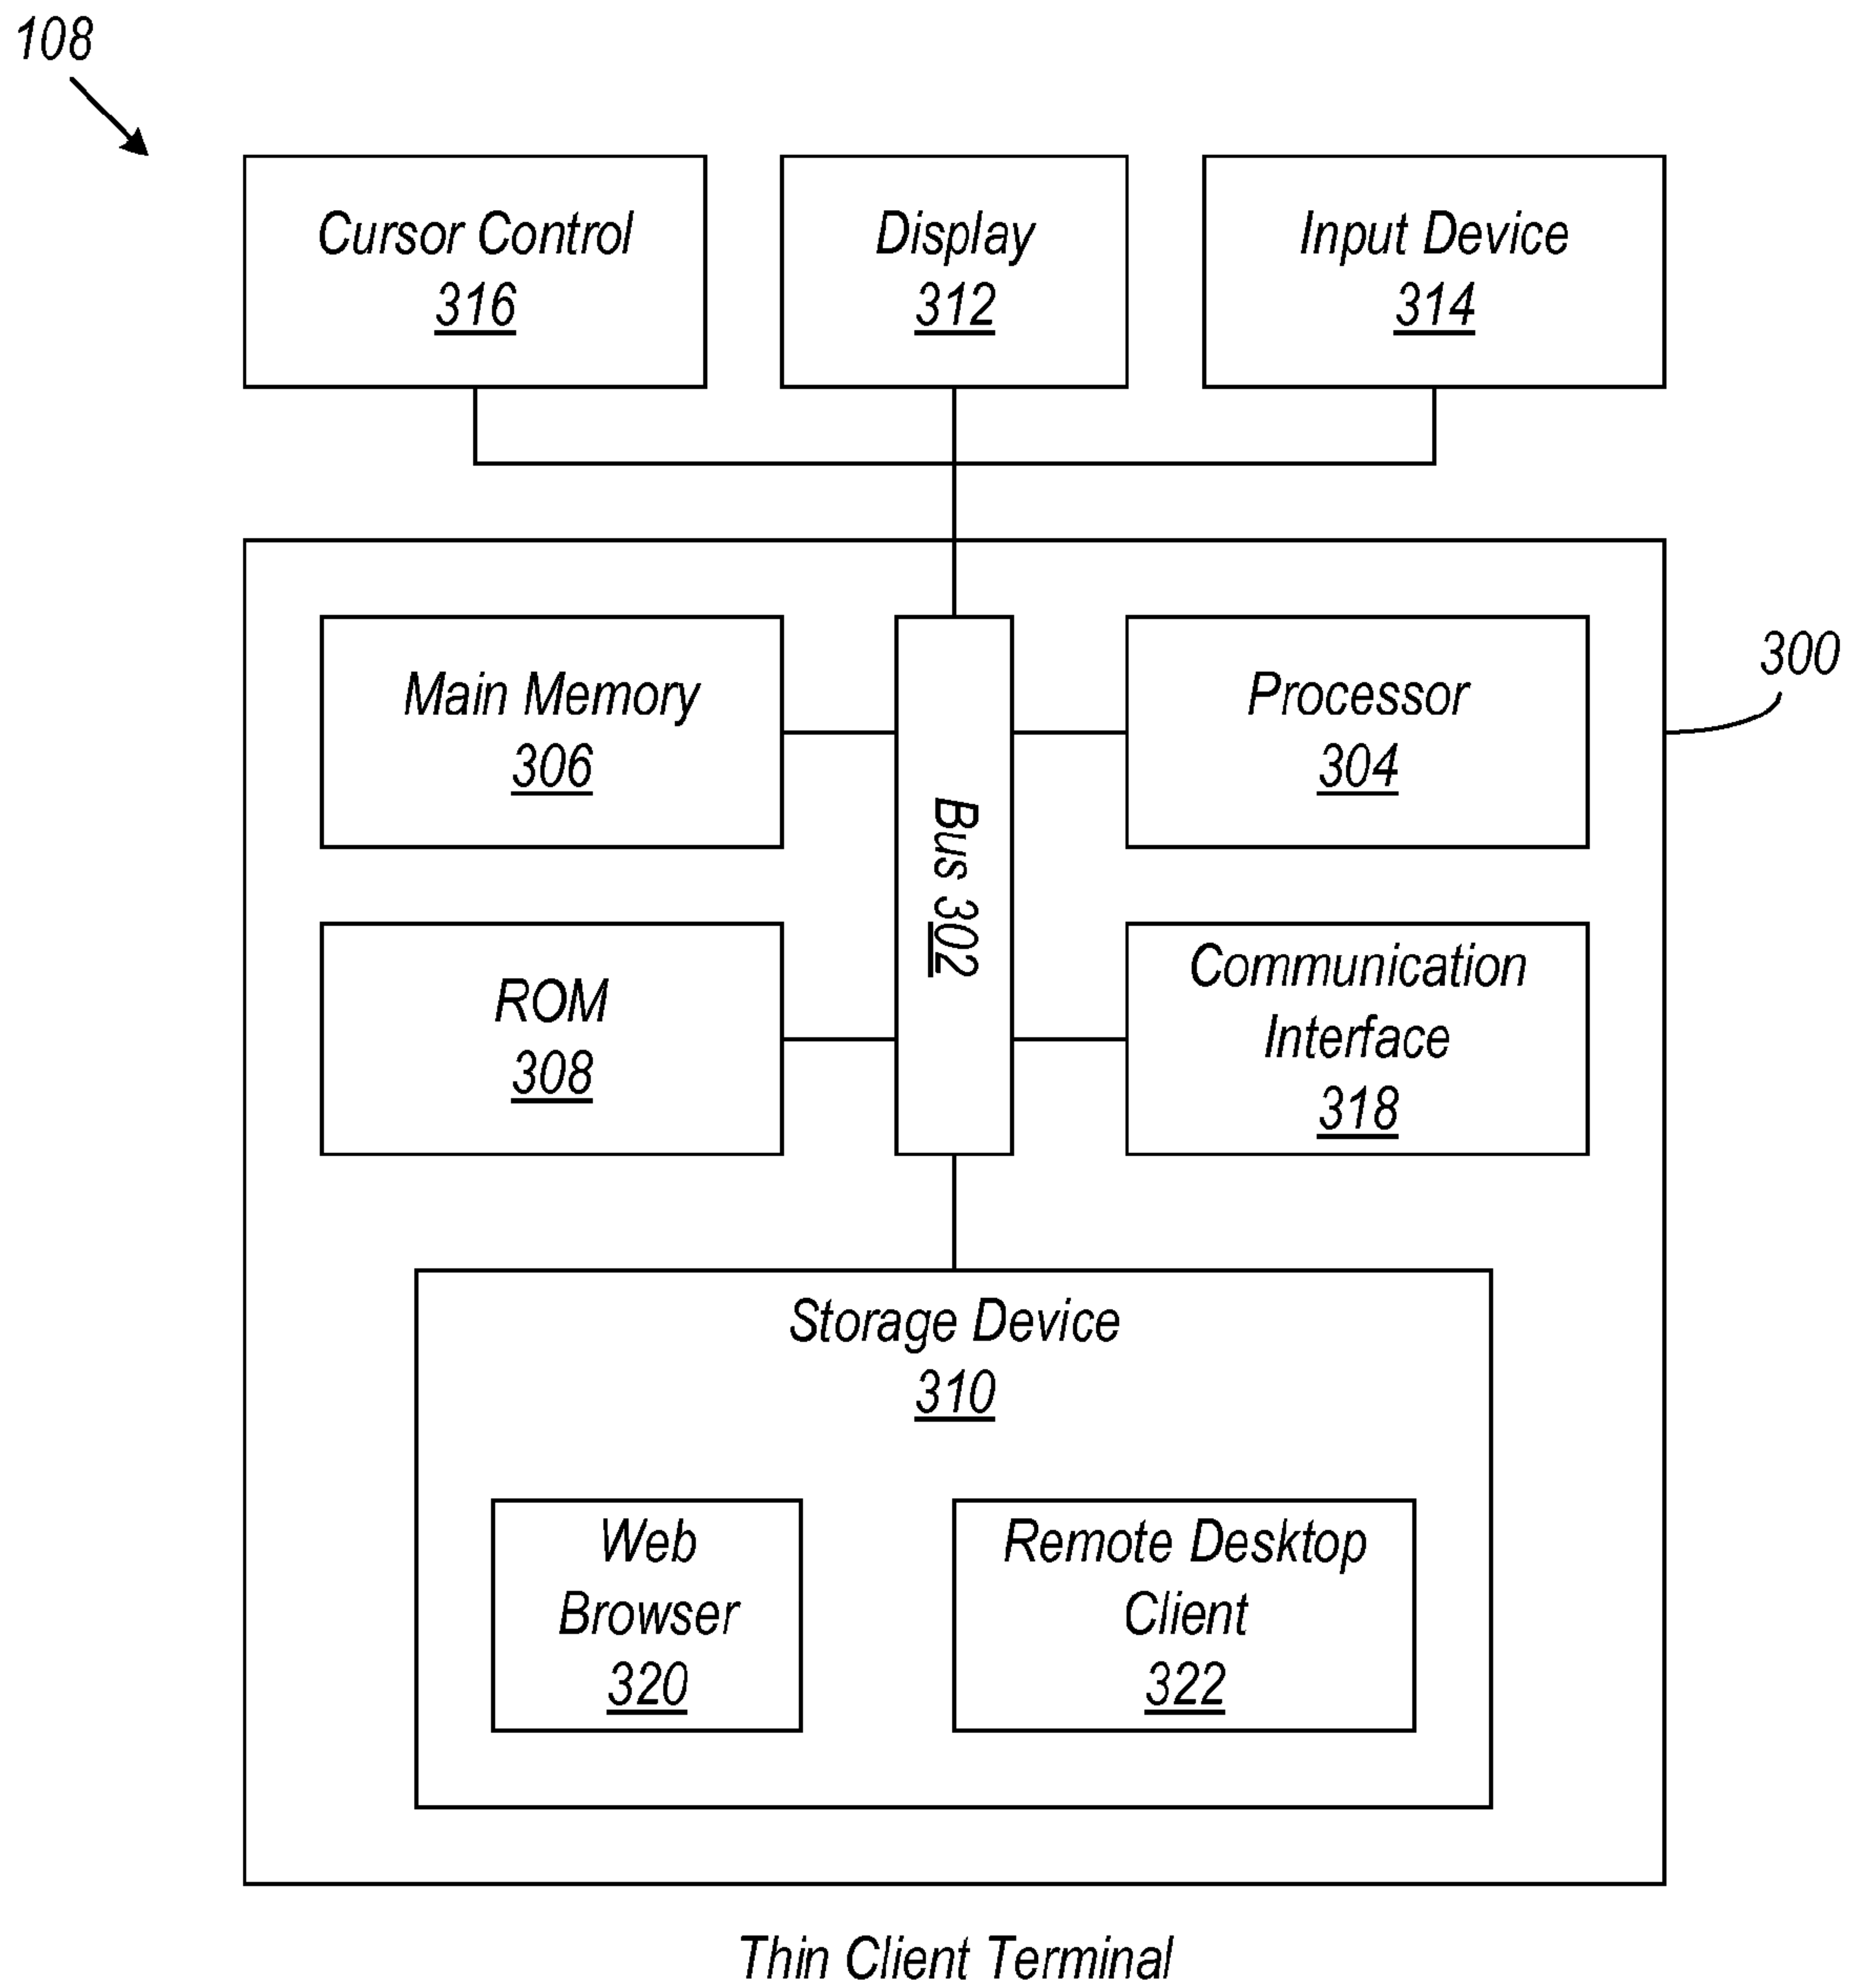 108
Cursor Control
316
Display
312
Input Device
314
Main Memory
306
Processor
304
300
Bus 302
ROM
308
Communication
Interface
318
Storage Device
310
Web
Browser
320
Remote Desktop
Client
322
Thin Client Terminal